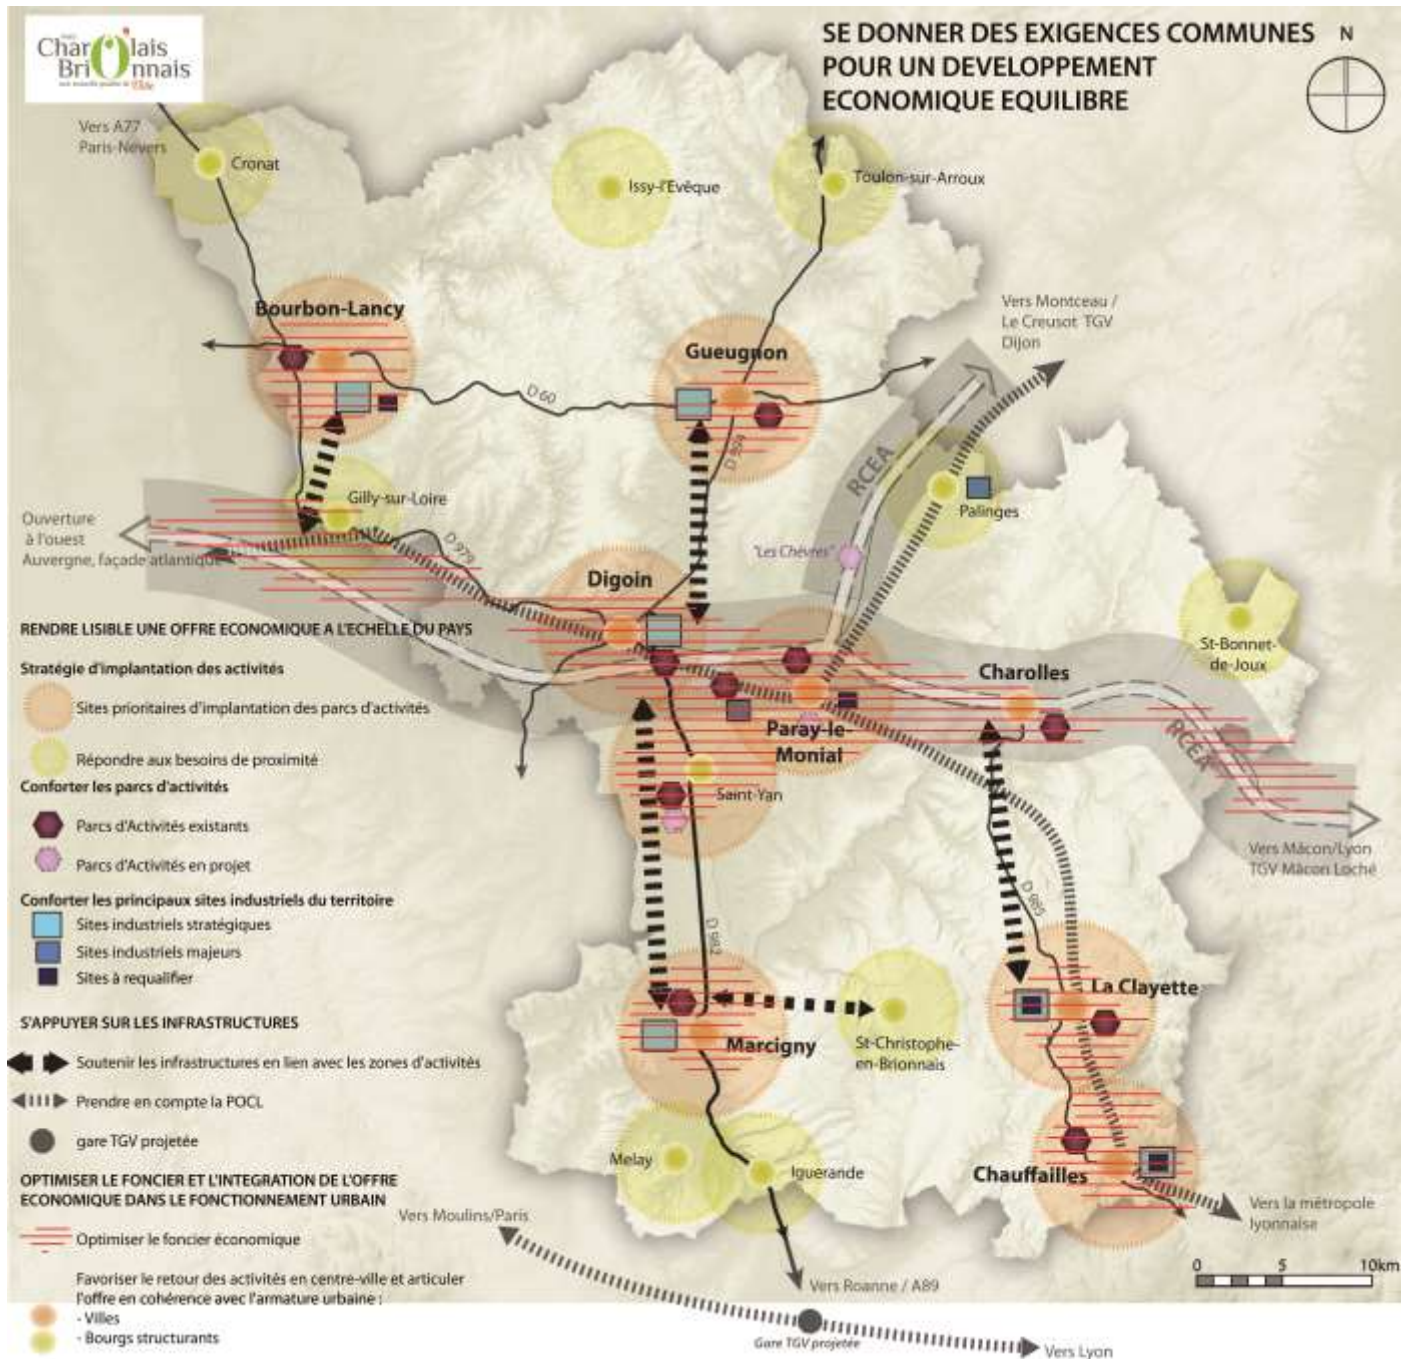 PAYS
Charolais
Brionnais
SE DONNER DES EXIGENCES COMMUNES
POUR UN DEVELOPPEMENT
ECONOMIQUE EQUILIBRE
N
Vers A77
Paris-Nevers
Cronat
Issy-l'Evêque
Toulon-sur-Arroux
Bourbon-Lancy
Gueugnon
D 60
D 994
Vers Montceau /
Le Creusot TGV
Dijon
RCEA
Palinges
"Les Chèvres"
Gilly-sur-Loire
D 979
Ouverture
à l'ouest
Auvergne, façade atlantique
Digoin
St-Bonnet-
de-Joux
Charolles
Paray-le-
Monial
RCEA
Saint-Yan
Vers Mâcon/Lyon
TGV Mâcon Loché
D 985
D 982
La Clayette
Marcigny
St-Christophe-
en-Brionnais
Melay
Iguerande
Chauffailles
Vers la métropole
lyonnaise
0 5 10km
Vers Moulins/Paris
Vers Roanne / A89
Gare TGV projetée
Vers Lyon
RENDRE LISIBLE UNE OFFRE ECONOMIQUE A L'ECHELLE DU PAYS
Stratégie d'implantation des activités
Sites prioritaires d'implantation des parcs d'activités
Répondre aux besoins de proximité
Conforter les parcs d'activités
Parcs d'Activités existants
Parcs d'Activités en projet
Conforter les principaux sites industriels du territoire
Sites industriels stratégiques
Sites industriels majeurs
Sites à requalifier
S'APPUYER SUR LES INFRASTRUCTURES
Soutenir les infrastructures en lien avec les zones d'activités
Prendre en compte la POCL
gare TGV projetée
OPTIMISER LE FONCIER ET L'INTEGRATION DE L'OFFRE
ECONOMIQUE DANS LE FONCTIONNEMENT URBAIN
Optimiser le foncier économique
Favoriser le retour des activités en centre-ville et articuler
l'offre en cohérence avec l'armature urbaine :
- Villes
- Bourgs structurants